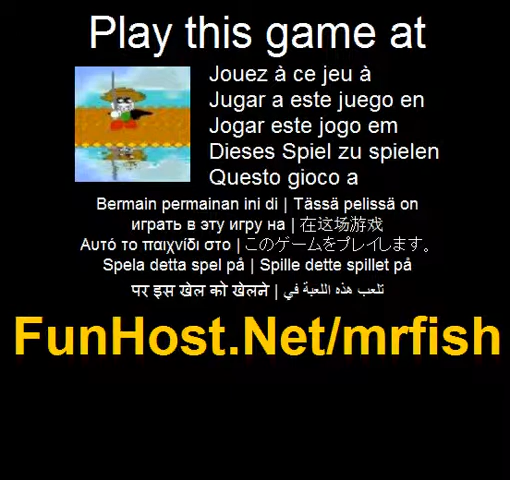 Play this game at
Jouez à ce jeu à
Jugar a este juego en
Jogar este jogo em
Dieses Spiel zu spielen
Questo gioco a
Bermain permainan ini di | Tässä pelissä on
играть в эту игру на | 在这场游戏
Αυτό το παιχνίδι στο | このゲームをプレイします。
Spela detta spel på | Spille dette spillet på
पर इस खेल को खेलने | تلعب هذه اللعبة في
FunHost.Net/mrfish